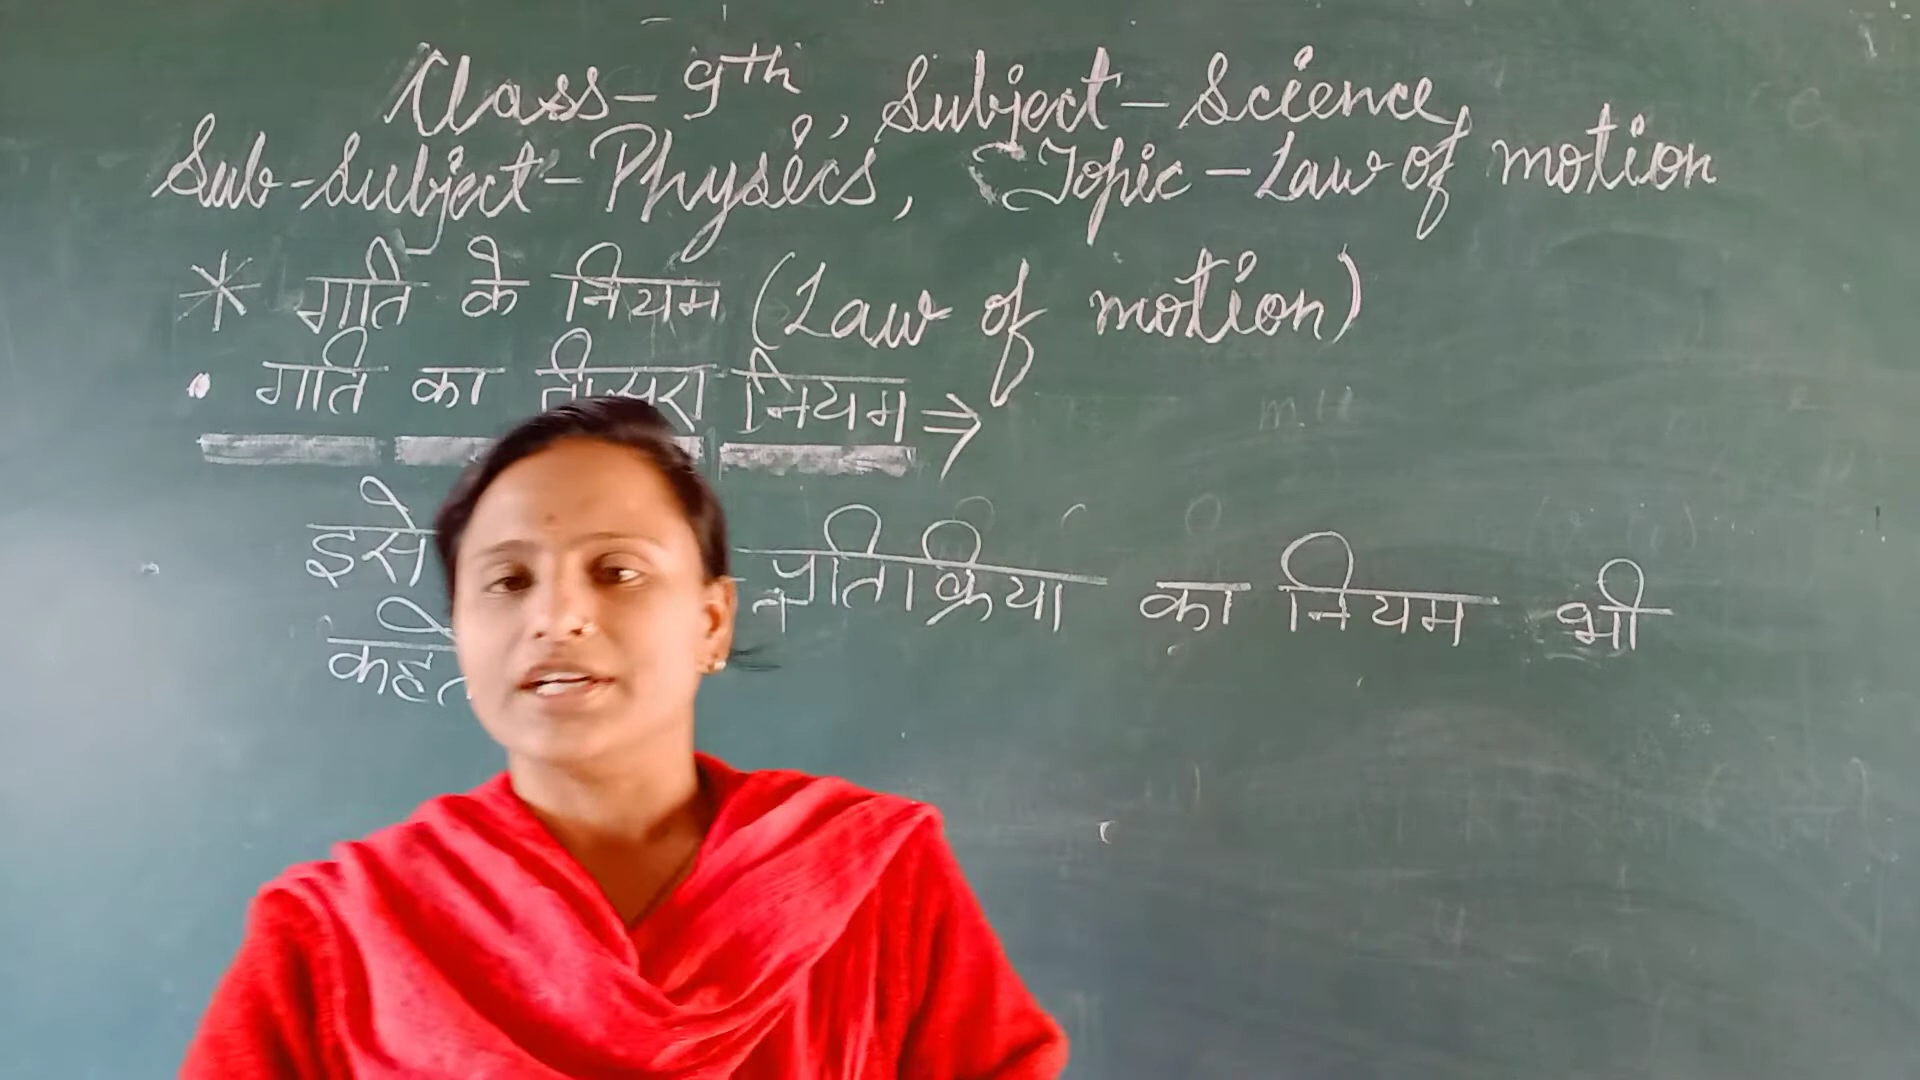 Class - 9th, Subject - Science,
Sub-Subject - Physics, Topic - Law of motion
* गति के नियम (Law of motion)
• गति का तीसरा नियम ⇒
इसे प्रतिक्रिया का नियम भी